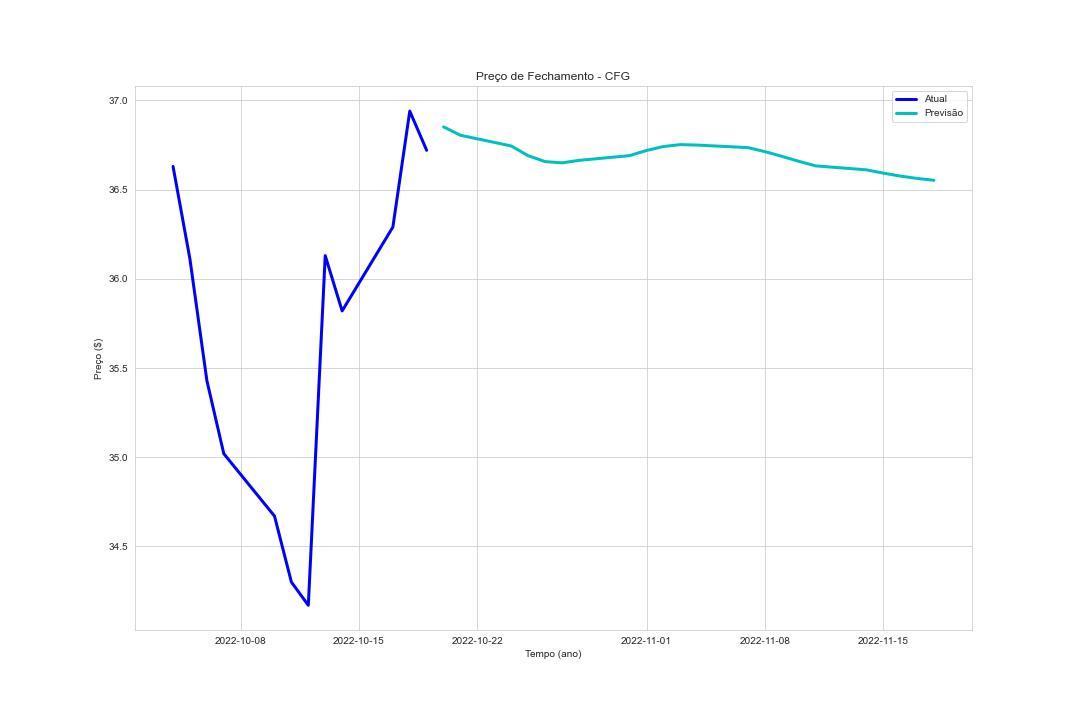 Preço de Fechamento - CFG
Atual
Previsão
37.0
36.5
36.0
35.5
35.0
34.5
Preço ($)
2022-10-08
2022-10-15
2022-10-22
2022-11-01
2022-11-08
2022-11-15
Tempo (ano)